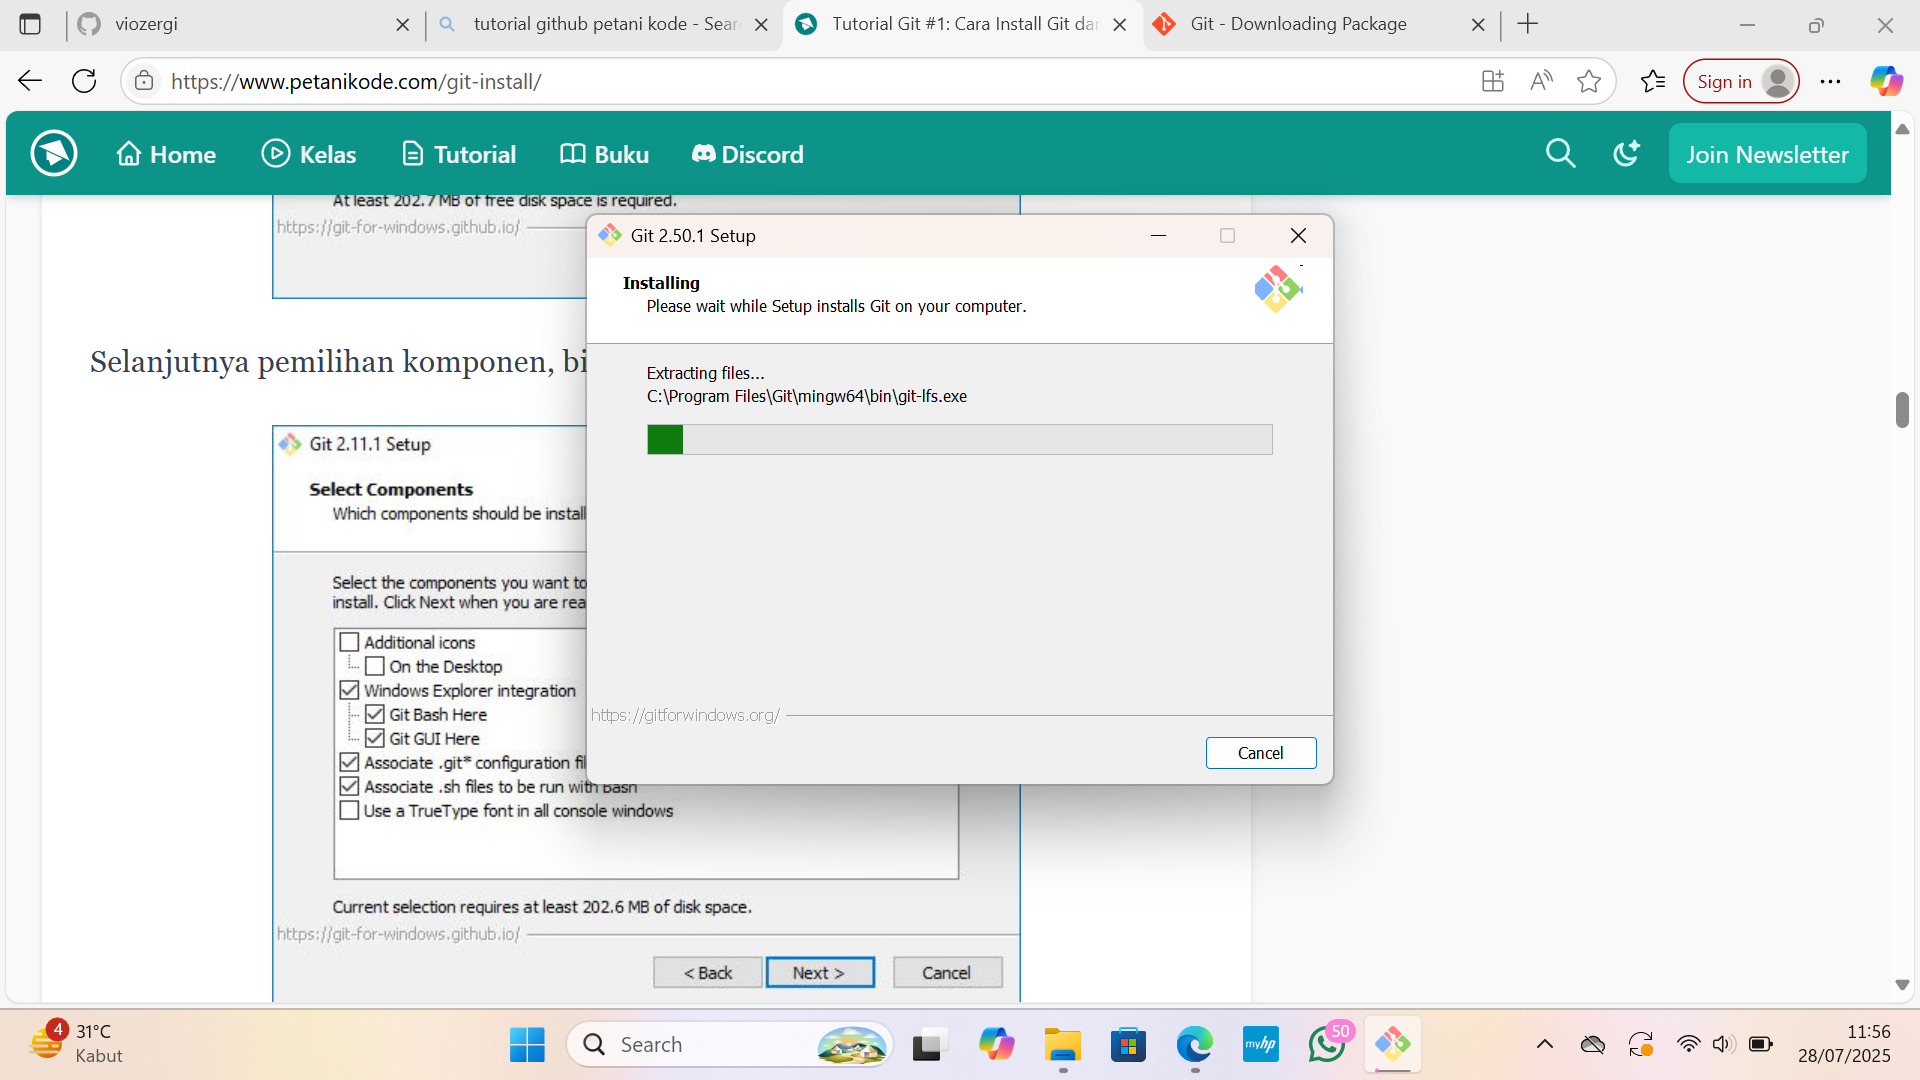 viozergi
tutorial github petani kode - Sear
Tutorial Git #1: Cara Install Git dar
Git - Downloading Package
https://www.petanikode.com/git-install/
Sign in
Home
Kelas
Tutorial
Buku
Discord
Join Newsletter
At least 202.7 MB of free disk space is required.
https://git-for-windows.github.io/
Git 2.50.1 Setup
Installing
Please wait while Setup installs Git on your computer.
Extracting files...
C:\Program Files\Git\mingw64\bin\git-lfs.exe
https://gitforwindows.org/
Cancel
Selanjutnya pemilihan komponen, bi
Git 2.11.1 Setup
Select Components
Which components should be install
Select the components you want to
install. Click Next when you are rea
Additional icons
On the Desktop
Windows Explorer integration
Git Bash Here
Git GUI Here
Associate .git* configuration fil
Associate .sh files to be run with Bash
Use a TrueType font in all console windows
Current selection requires at least 202.6 MB of disk space.
https://git-for-windows.github.io/
< Back
Next >
Cancel
4
31°C
Kabut
Search
myhp
50
11:56
28/07/2025